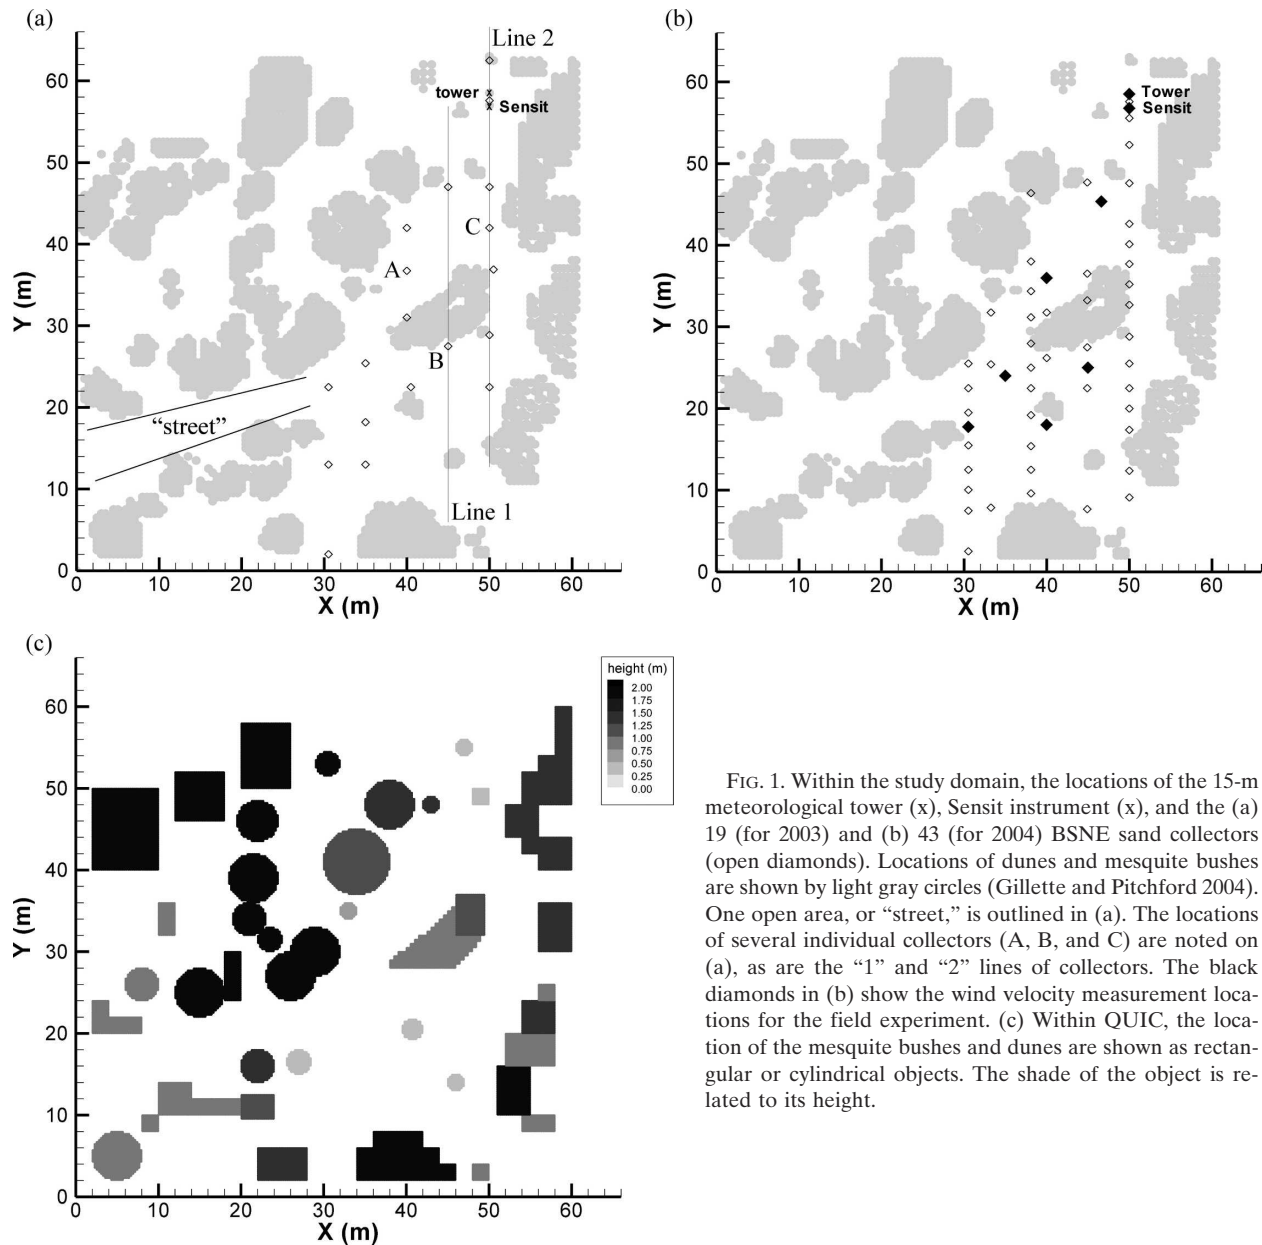 (a)
Line 2
tower
Sensit
C
A
B
"street"
Line 1
60
50
40
30
20
10
0
Y (m)
0 10 20 30 40 50 60
X (m)
(b)
Tower
Sensit
60
50
40
30
20
10
0
Y (m)
0 10 20 30 40 50 60
X (m)
(c)
height (m)
2.00
1.75
1.50
1.25
1.00
0.75
0.50
0.25
0.00
60
50
40
30
20
10
0
Y (m)
0 10 20 30 40 50 60
X (m)
FIG. 1. Within the study domain, the locations of the 15-m
meteorological tower (x), Sensit instrument (x), and the (a)
19 (for 2003) and (b) 43 (for 2004) BSNE sand collectors
(open diamonds). Locations of dunes and mesquite bushes
are shown by light gray circles (Gillette and Pitchford 2004).
One open area, or "street," is outlined in (a). The locations
of several individual collectors (A, B, and C) are noted on
(a), as are the "1" and "2" lines of collectors. The black
diamonds in (b) show the wind velocity measurement loca-
tions for the field experiment. (c) Within QUIC, the loca-
tion of the mesquite bushes and dunes are shown as rectan-
gular or cylindrical objects. The shade of the object is re-
lated to its height.